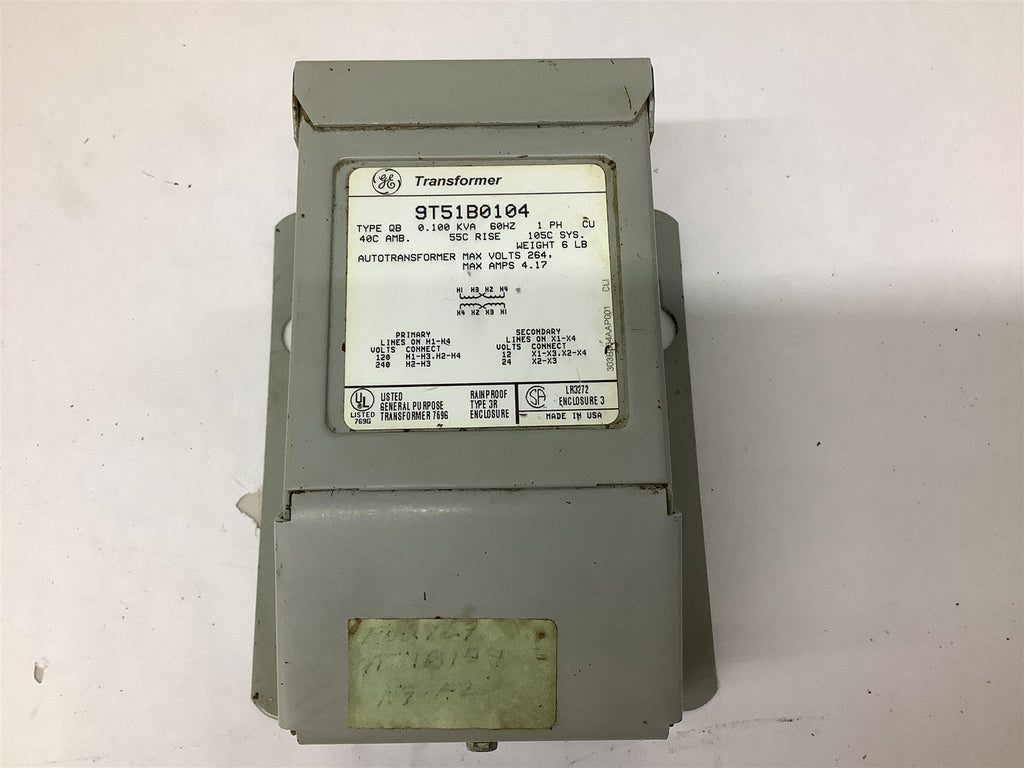 GE Transformer
9T51B0104
TYPE QB 0.100 KVA 60HZ 1 PH CU
40C AMB. 55C RISE 105C SYS.
WEIGHT 6 LB
AUTOTRANSFORMER MAX VOLTS 264,
MAX AMPS 4.17
H1 H3 H2 H4
X4 X2 X3 X1
PRIMARY
LINES ON H1-H4
VOLTS CONNECT
120 H1-H3,H2-H4
240 H2-H3
SECONDARY
LINES ON X1-X4
VOLTS CONNECT
12 X1-X3,X2-X4
24 X2-X3
CLI
UL
LISTED
769G
LISTED
GENERAL PURPOSE
TRANSFORMER 769G
RAINPROOF
TYPE 3R
ENCLOSURE
SA
LR3272
ENCLOSURE 3
MADE IN USA